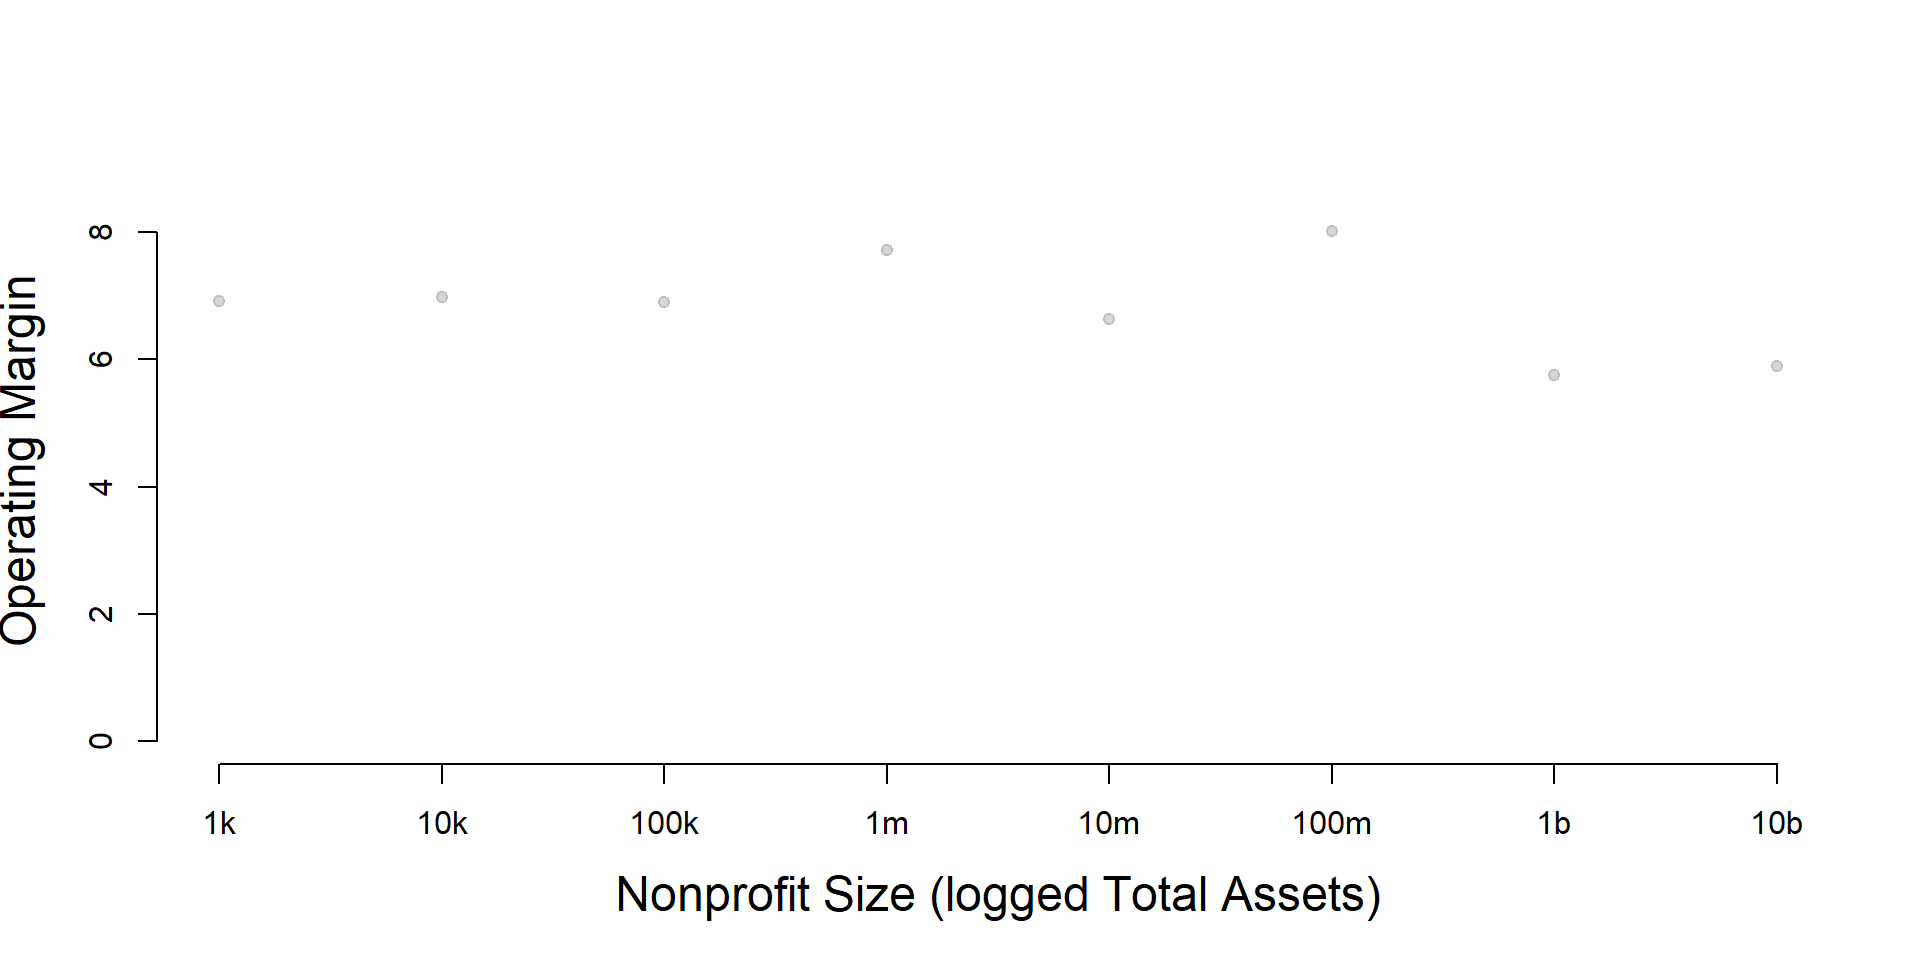 Operating Margin
8
6
4
2
0
1k 10k 100k 1m 10m 100m 1b 10b
Nonprofit Size (logged Total Assets)